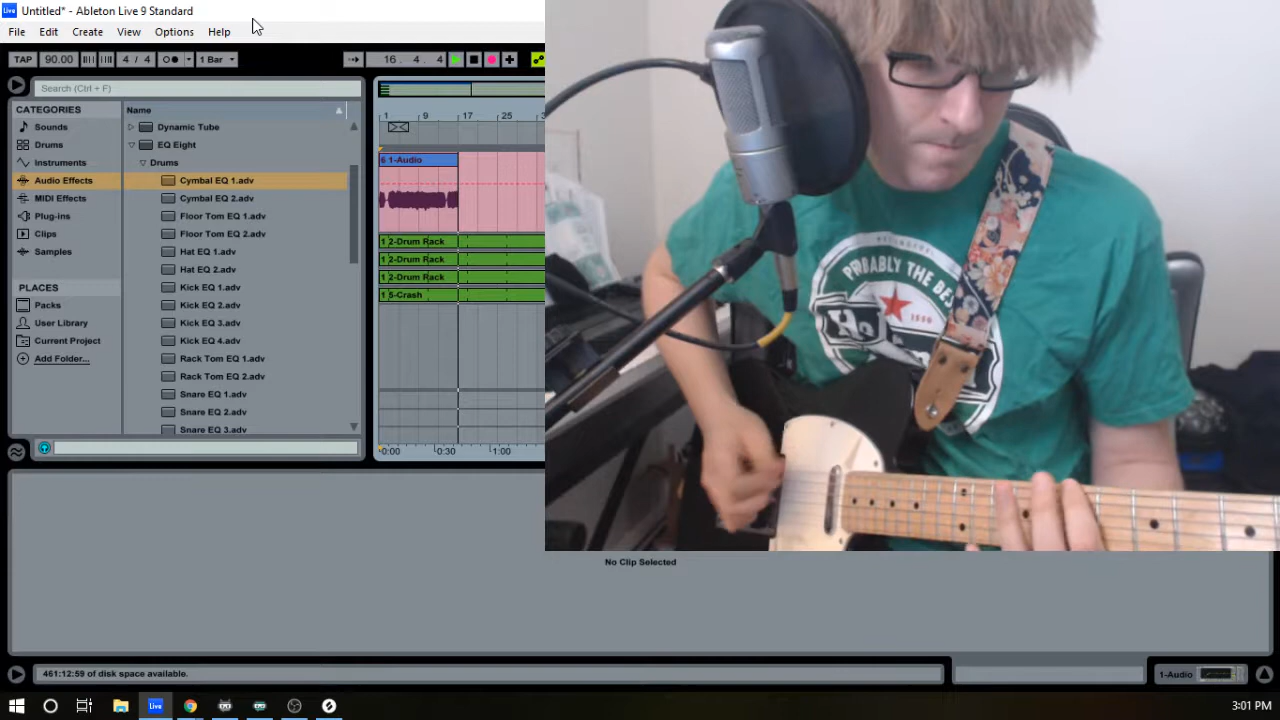 Live Untitled* - Ableton Live 9 Standard
File Edit Create View Options Help
TAP 90.00 4 / 4 1 Bar 16. 4. 4
Search (Ctrl + F)
CATEGORIES
Sounds
Drums
Instruments
Audio Effects
MIDI Effects
Plug-ins
Clips
Samples
PLACES
Packs
User Library
Current Project
Add Folder...
Name
Dynamic Tube
EQ Eight
Drums
Cymbal EQ 1.adv
Cymbal EQ 2.adv
Floor Tom EQ 1.adv
Floor Tom EQ 2.adv
Hat EQ 1.adv
Hat EQ 2.adv
Kick EQ 1.adv
Kick EQ 2.adv
Kick EQ 3.adv
Kick EQ 4.adv
Rack Tom EQ 1.adv
Rack Tom EQ 2.adv
Snare EQ 1.adv
Snare EQ 2.adv
Snare EQ 3.adv
1 9 17 25
6 1-Audio
1 2-Drum Rack
1 2-Drum Rack
1 2-Drum Rack
1 5-Crash
0:00 0:30 1:00
PROBABLY THE BES
No Clip Selected
461:12:59 of disk space available.
1-Audio
Live
3:01 PM